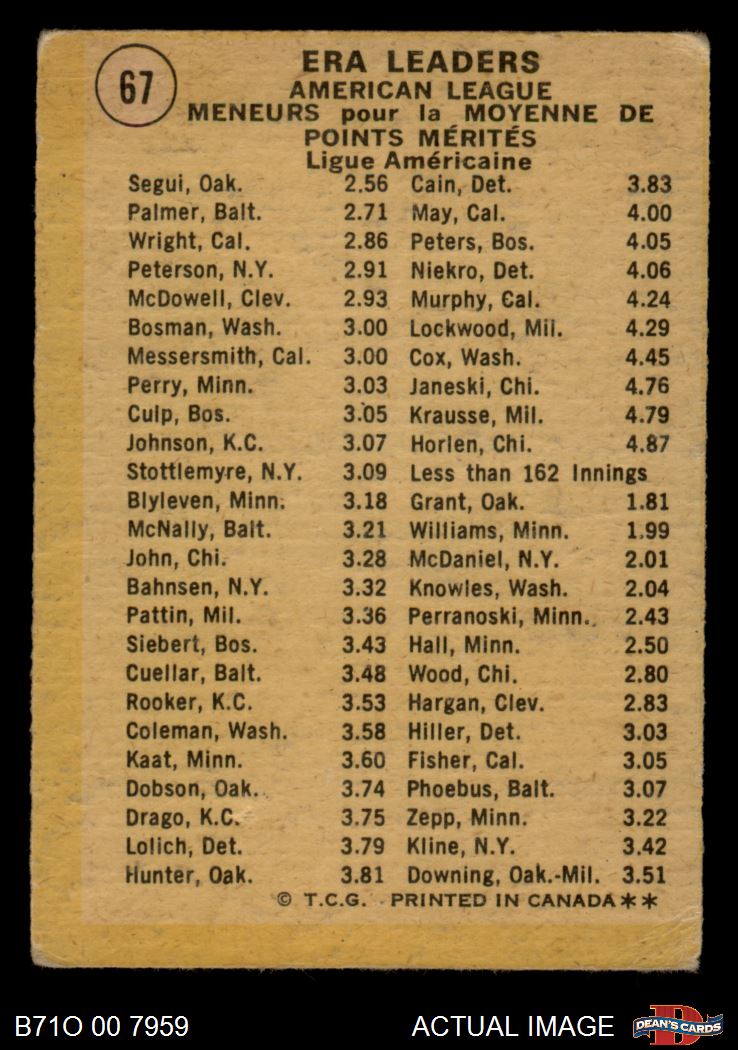 67
ERA LEADERS
AMERICAN LEAGUE
MENEURS pour la MOYENNE DE
POINTS MÉRITÉS
Ligue Américaine
Segui, Oak. 2.56
Palmer, Balt. 2.71
Wright, Cal. 2.86
Peterson, N.Y. 2.91
McDowell, Clev. 2.93
Bosman, Wash. 3.00
Messersmith, Cal. 3.00
Perry, Minn. 3.03
Culp, Bos. 3.05
Johnson, K.C. 3.07
Stottlemyre, N.Y. 3.09
Blyleven, Minn. 3.18
McNally, Balt. 3.21
John, Chi. 3.28
Bahnsen, N.Y. 3.32
Pattin, Mil. 3.36
Siebert, Bos. 3.43
Cuellar, Balt. 3.48
Rooker, K.C. 3.53
Coleman, Wash. 3.58
Kaat, Minn. 3.60
Dobson, Oak. 3.74
Drago, K.C. 3.75
Lolich, Det. 3.79
Hunter, Oak. 3.81
Cain, Det. 3.83
May, Cal. 4.00
Peters, Bos. 4.05
Niekro, Det. 4.06
Murphy, Cal. 4.24
Lockwood, Mil. 4.29
Cox, Wash. 4.45
Janeski, Chi. 4.76
Krausse, Mil. 4.79
Horlen, Chi. 4.87
Less than 162 Innings
Grant, Oak. 1.81
Williams, Minn. 1.99
McDaniel, N.Y. 2.01
Knowles, Wash. 2.04
Perranoski, Minn. 2.43
Hall, Minn. 2.50
Wood, Chi. 2.80
Hargan, Clev. 2.83
Hiller, Det. 3.03
Fisher, Cal. 3.05
Phoebus, Balt. 3.07
Zepp, Minn. 3.22
Kline, N.Y. 3.42
Downing, Oak.-Mil. 3.51
© T.C.G. PRINTED IN CANADA**
B71O 00 7959 ACTUAL IMAGE
DEAN'S CARDS